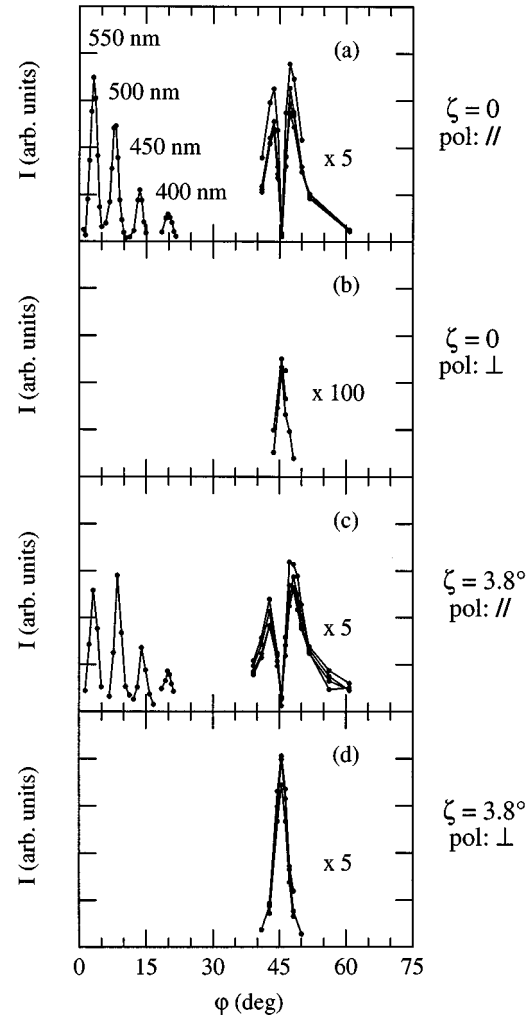 550 nm
(a)
500 nm
450 nm
400 nm
x 5
I (arb. units)
ζ = 0
pol: //
(b)
x 100
I (arb. units)
ζ = 0
pol: ⊥
(c)
x 5
I (arb. units)
ζ = 3.8°
pol: //
(d)
x 5
I (arb. units)
ζ = 3.8°
pol: ⊥
0 15 30 45 60 75
φ (deg)